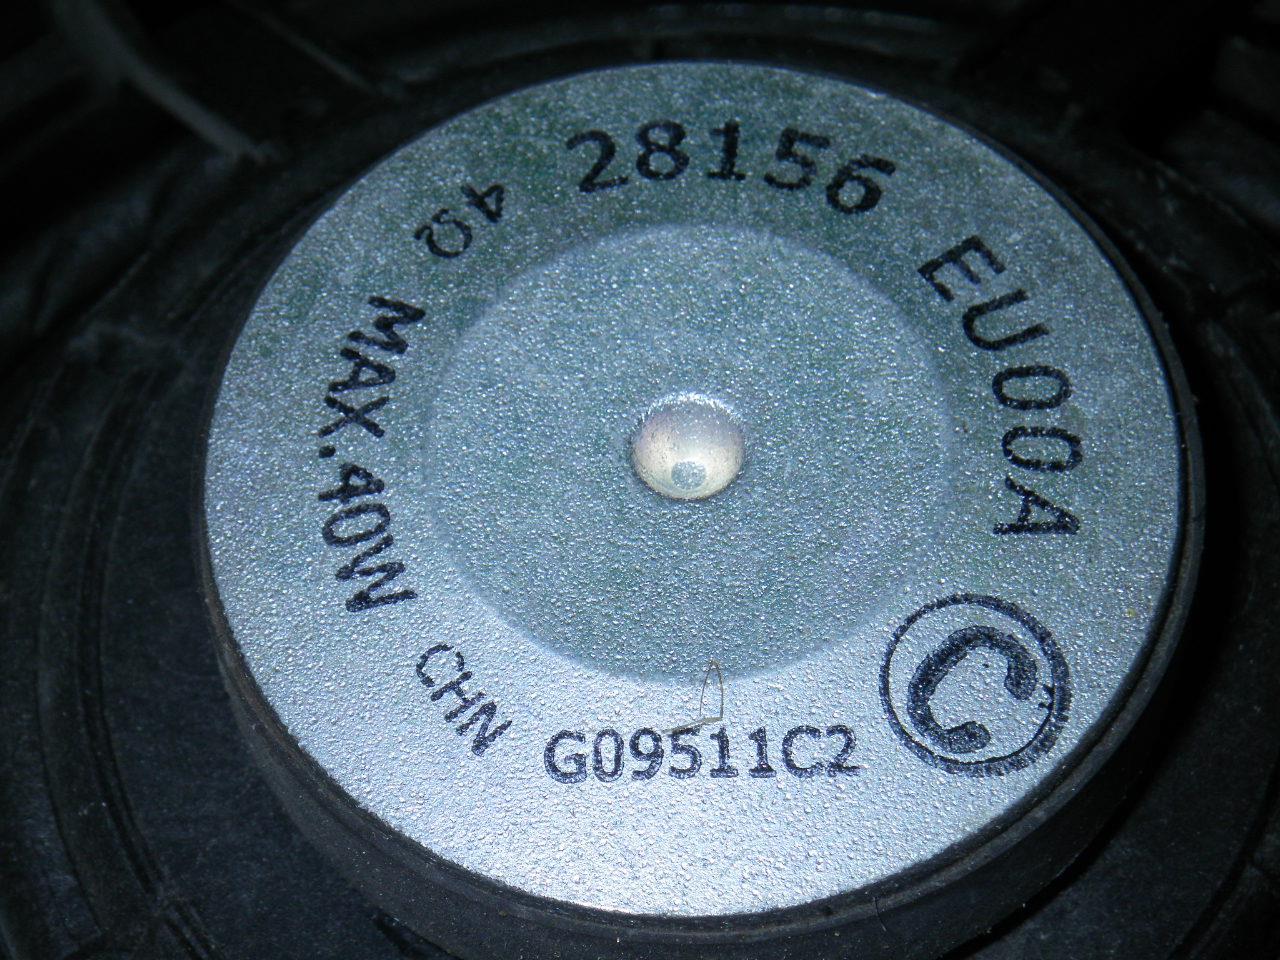 28156 EU00A
4Ω
MAX.40W
CHN
G09511C2
C